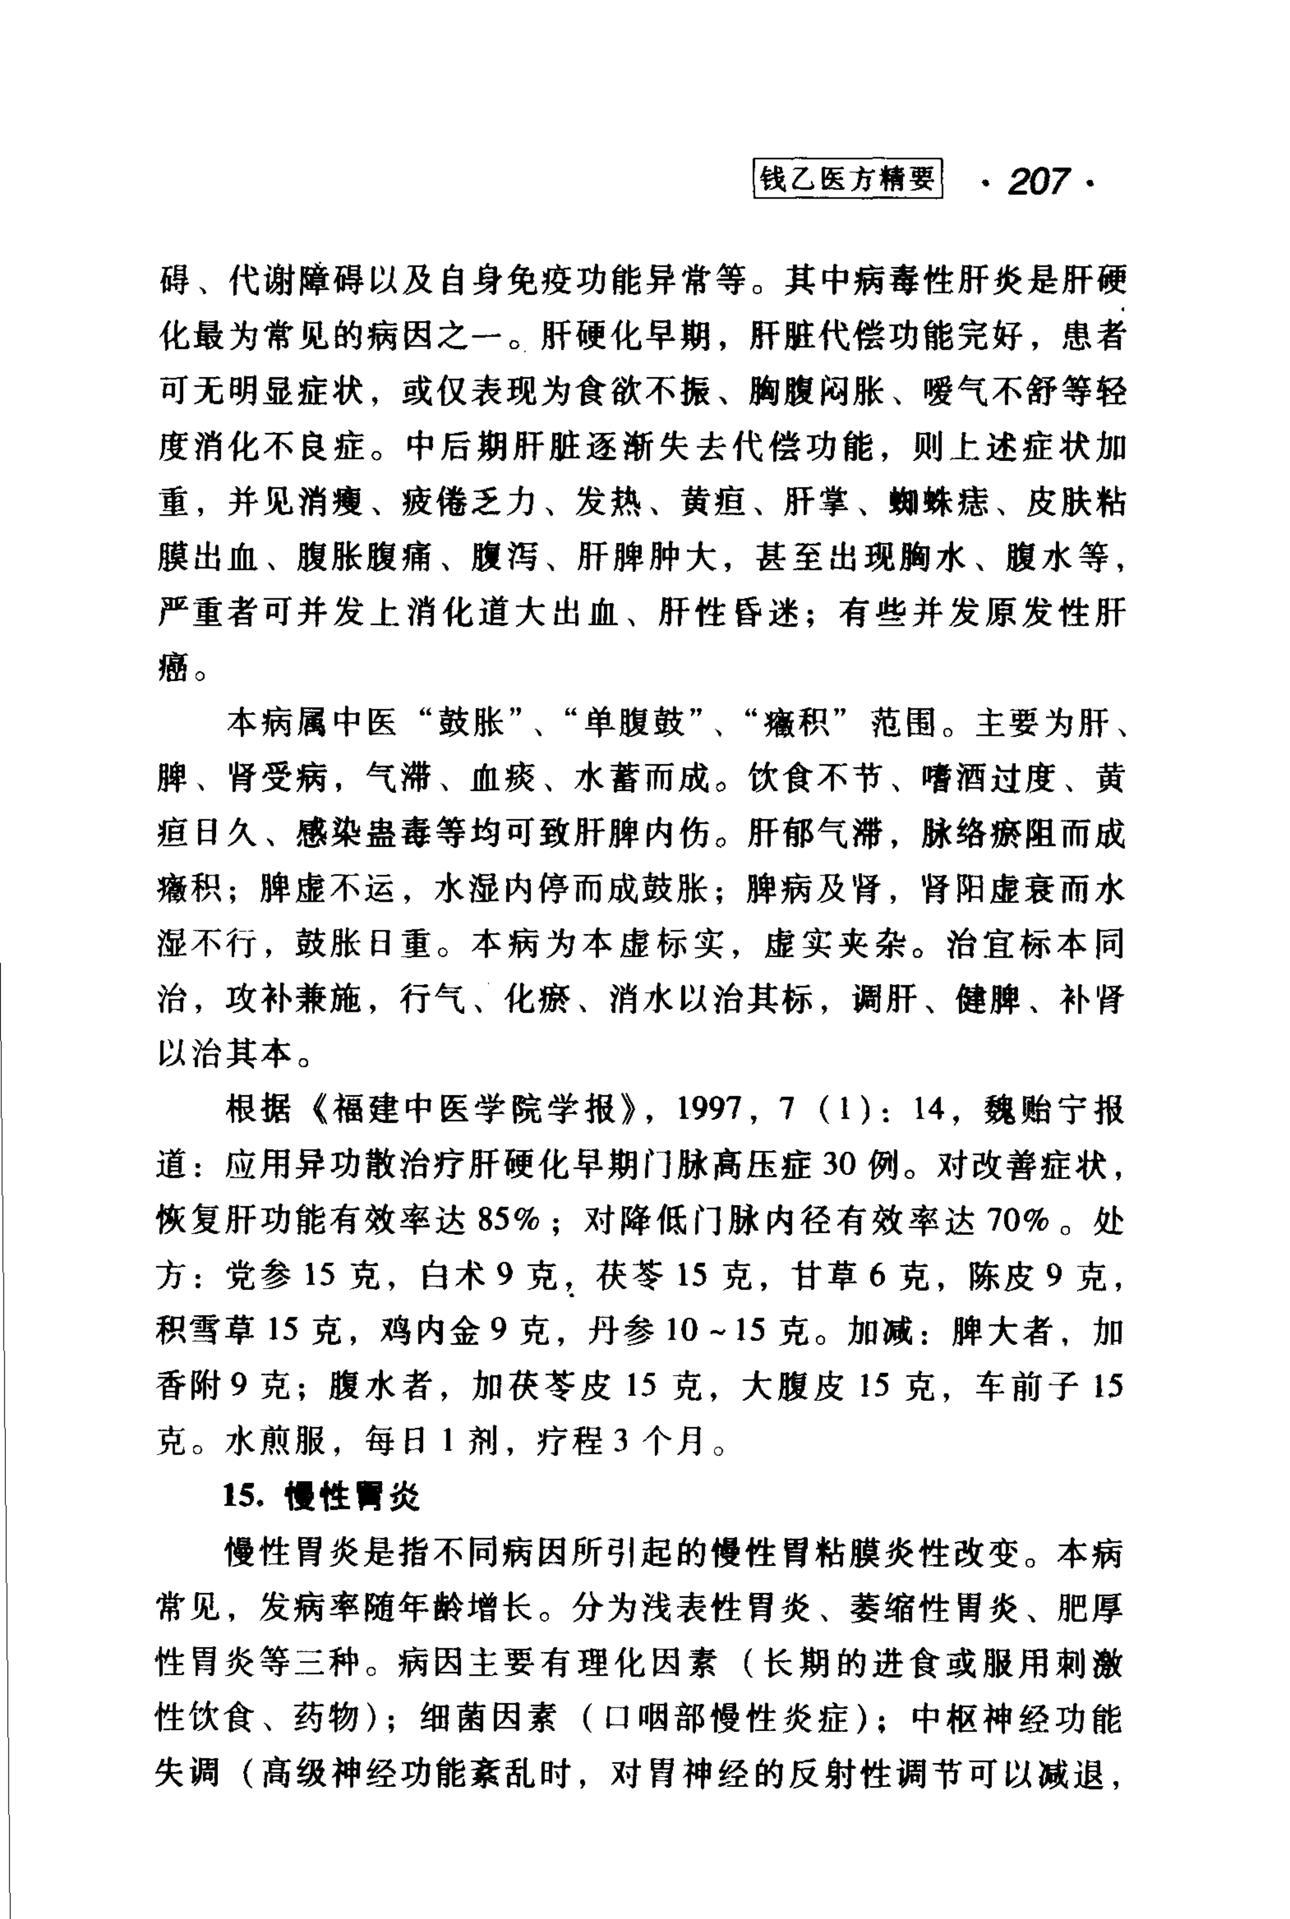 钱乙医方精要 · 207 ·
碍、代谢障碍以及自身免疫功能异常等。其中病毒性肝炎是肝硬
化最为常见的病因之一。肝硬化早期，肝脏代偿功能完好，患者
可无明显症状，或仅表现为食欲不振、胸腹闷胀、嗳气不舒等轻
度消化不良症。中后期肝脏逐渐失去代偿功能，则上述症状加
重，并见消瘦、疲倦乏力、发热、黄疸、肝掌、蜘蛛痣、皮肤粘
膜出血、腹胀腹痛、腹泻、肝脾肿大，甚至出现胸水、腹水等，
严重者可并发上消化道大出血、肝性昏迷；有些并发原发性肝
癌。
本病属中医“鼓胀”、“单腹鼓”、“癥积”范围。主要为肝、
脾、肾受病，气滞、血痰、水蓄而成。饮食不节、嗜酒过度、黄
疸日久、感染蛊毒等均可致肝脾内伤。肝郁气滞，脉络瘀阻而成
癥积；脾虚不运，水湿内停而成鼓胀；脾病及肾，肾阳虚衰而水
湿不行，鼓胀日重。本病为本虚标实，虚实夹杂。治宜标本同
治，攻补兼施，行气、化瘀、消水以治其标，调肝、健脾、补肾
以治其本。
根据《福建中医学院学报》，1997，7（1）：14，魏贻宁报
道：应用异功散治疗肝硬化早期门脉高压症 30 例。对改善症状，
恢复肝功能有效率达 85%；对降低门脉内径有效率达 70%。处
方：党参 15 克，白术 9 克，茯苓 15 克，甘草 6 克，陈皮 9 克，
积雪草 15 克，鸡内金 9 克，丹参 10～15 克。加减：脾大者，加
香附 9 克；腹水者，加茯苓皮 15 克，大腹皮 15 克，车前子 15
克。水煎服，每日 1 剂，疗程 3 个月。
15. 慢性胃炎
慢性胃炎是指不同病因所引起的慢性胃粘膜炎性改变。本病
常见，发病率随年龄增长。分为浅表性胃炎、萎缩性胃炎、肥厚
性胃炎等三种。病因主要有理化因素（长期的进食或服用刺激
性饮食、药物）；细菌因素（口咽部慢性炎症）；中枢神经功能
失调（高级神经功能紊乱时，对胃神经的反射性调节可以减退，